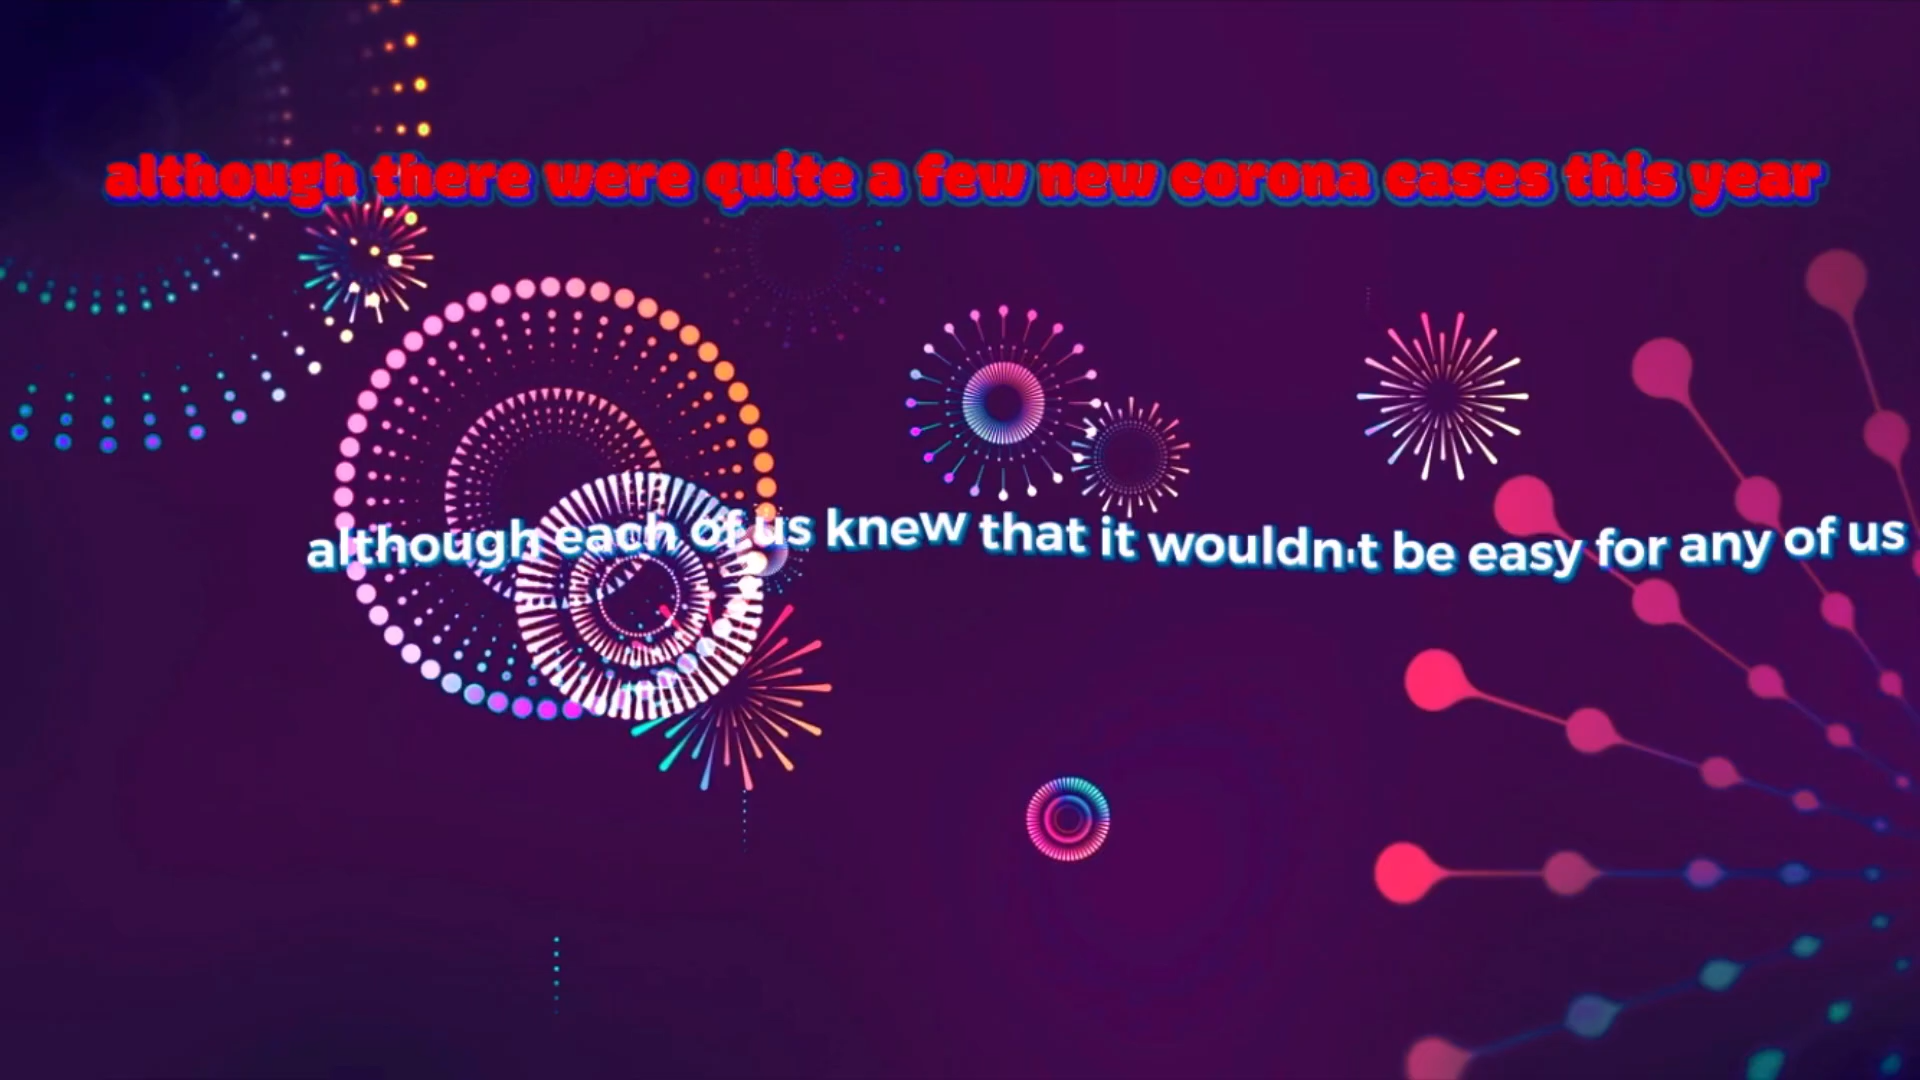 although there were quite a few new corona cases this year
although each of us knew that it wouldn't be easy for any of us